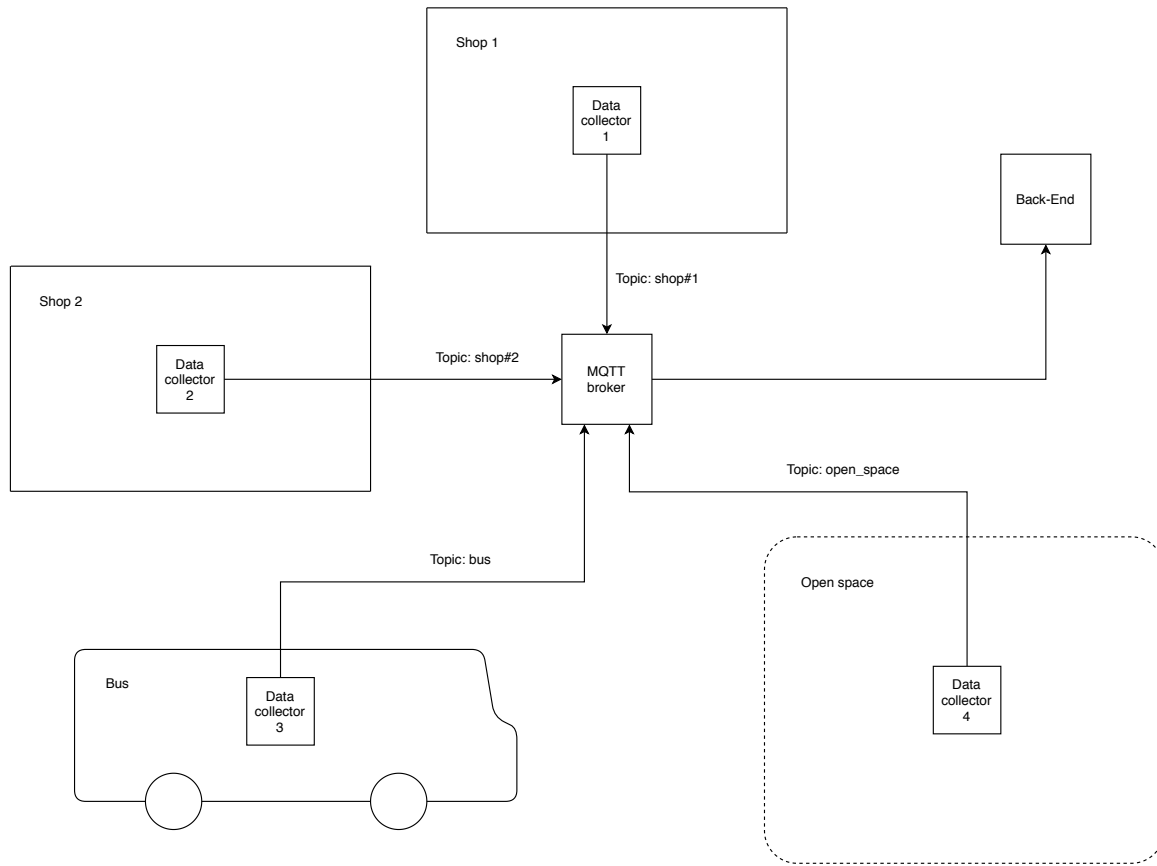 Shop 1
Data
collector
1
Back-End
Topic: shop#1
Shop 2
Data
collector
2
Topic: shop#2
MQTT
broker
Topic: open_space
Topic: bus
Open space
Bus
Data
collector
3
Data
collector
4